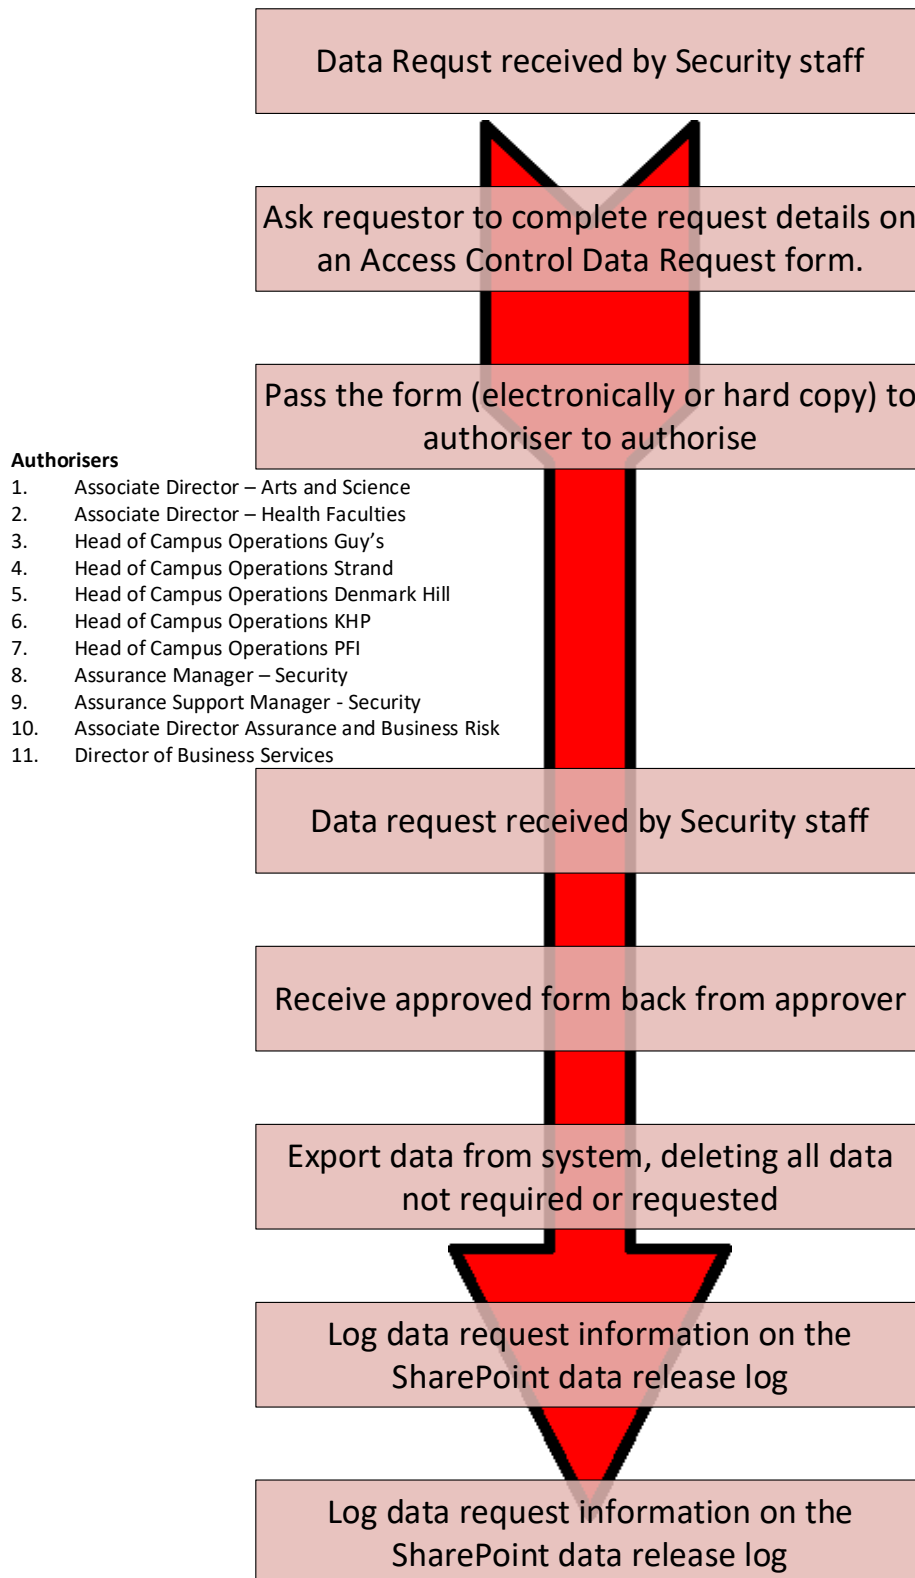 Data Requst received by Security staff
Ask requestor to complete request details on
an Access Control Data Request form.
Pass the form (electronically or hard copy) to
authoriser to authorise
Authorisers
1. Associate Director – Arts and Science
2. Associate Director – Health Faculties
3. Head of Campus Operations Guy's
4. Head of Campus Operations Strand
5. Head of Campus Operations Denmark Hill
6. Head of Campus Operations KHP
7. Head of Campus Operations PFI
8. Assurance Manager – Security
9. Assurance Support Manager - Security
10. Associate Director Assurance and Business Risk
11. Director of Business Services
Data request received by Security staff
Receive approved form back from approver
Export data from system, deleting all data
not required or requested
Log data request information on the
SharePoint data release log
Log data request information on the
SharePoint data release log